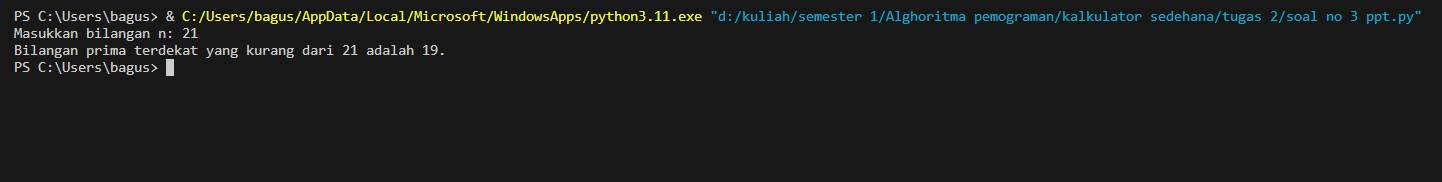 PS C:\Users\bagus> & C:/Users/bagus/AppData/Local/Microsoft/WindowsApps/python3.11.exe "d:/kuliah/semester 1/Alghoritma pemograman/kalkulator sedehana/tugas 2/soal no 3 ppt.py"
Masukkan bilangan n: 21
Bilangan prima terdekat yang kurang dari 21 adalah 19.
PS C:\Users\bagus>